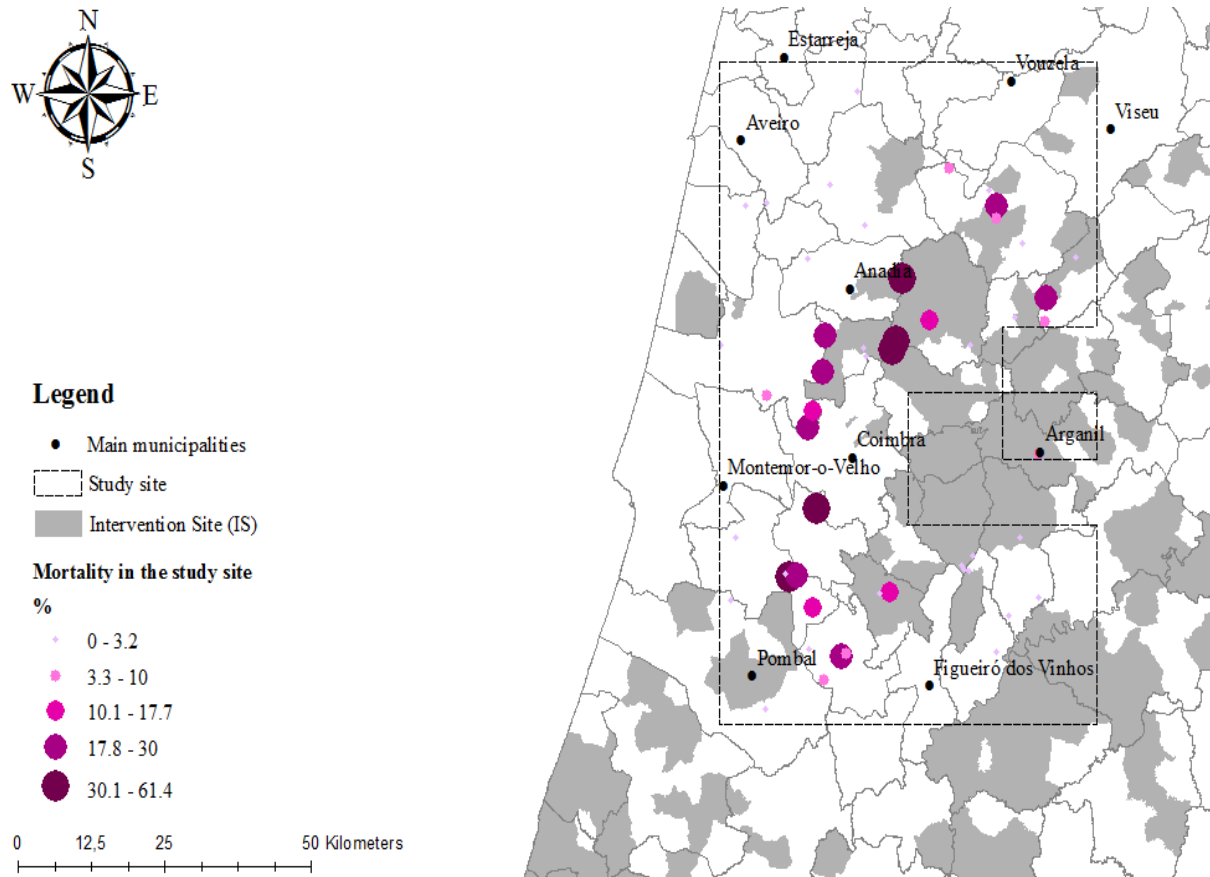 N
W E
S
Estarreja
Vouzela
Aveiro
Viseu
Anadia
Legend
Main municipalities
Study site
Intervention Site (IS)
Coimbra
Arganil
Montemor-o-Velho
Mortality in the study site
%
0 - 3.2
3.3 - 10
10.1 - 17.7
17.8 - 30
30.1 - 61.4
Pombal
Figueiró dos Vinhos
0 12,5 25 50 Kilometers